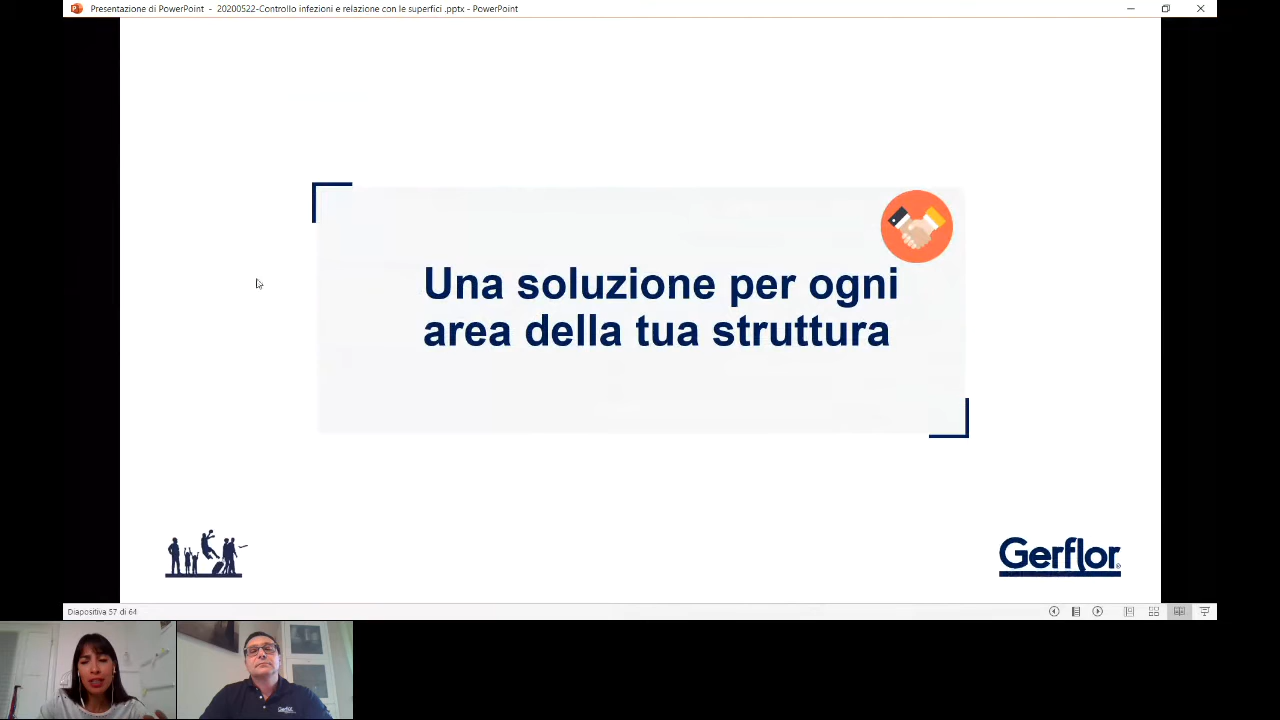 Presentazione di PowerPoint - 20200522-Controllo infezioni e relazione con le superfici .pptx - PowerPoint
Una soluzione per ogni
area della tua struttura
Gerflor®
Diapositiva 57 di 64
Gerflor